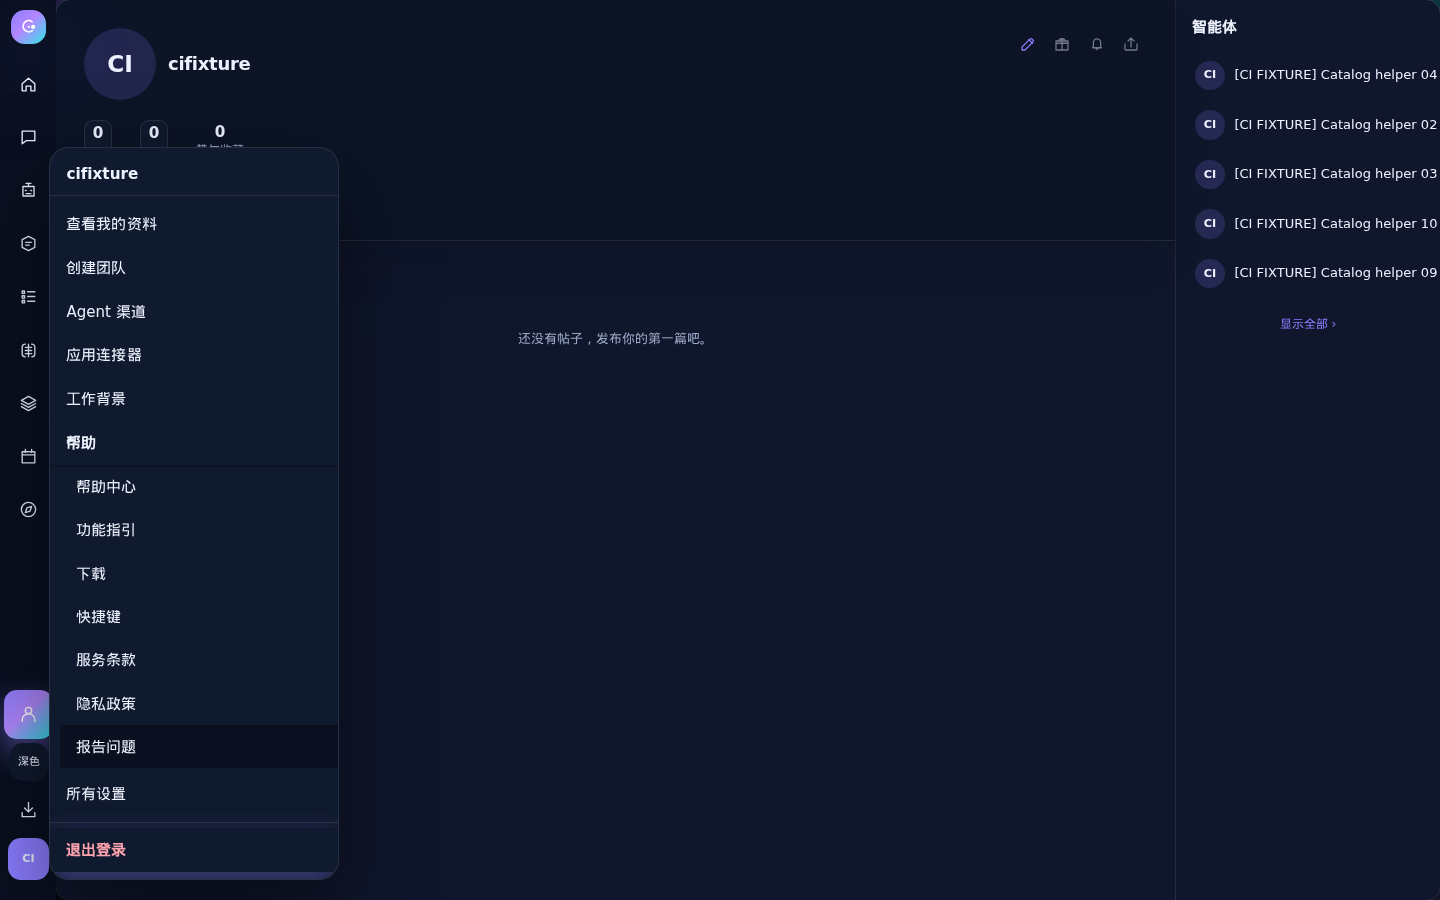 CI
cifixture
0
0
0
cifixture
查看我的资料
创建团队
Agent 渠道
应用连接器
工作背景
帮助
帮助中心
功能指引
下载
快捷键
服务条款
隐私政策
报告问题
所有设置
退出登录
深色
CI
还没有帖子，发布你的第一篇吧。
智能体
CI [CI FIXTURE] Catalog helper 04
CI [CI FIXTURE] Catalog helper 02
CI [CI FIXTURE] Catalog helper 03
CI [CI FIXTURE] Catalog helper 10
CI [CI FIXTURE] Catalog helper 09
显示全部 ›